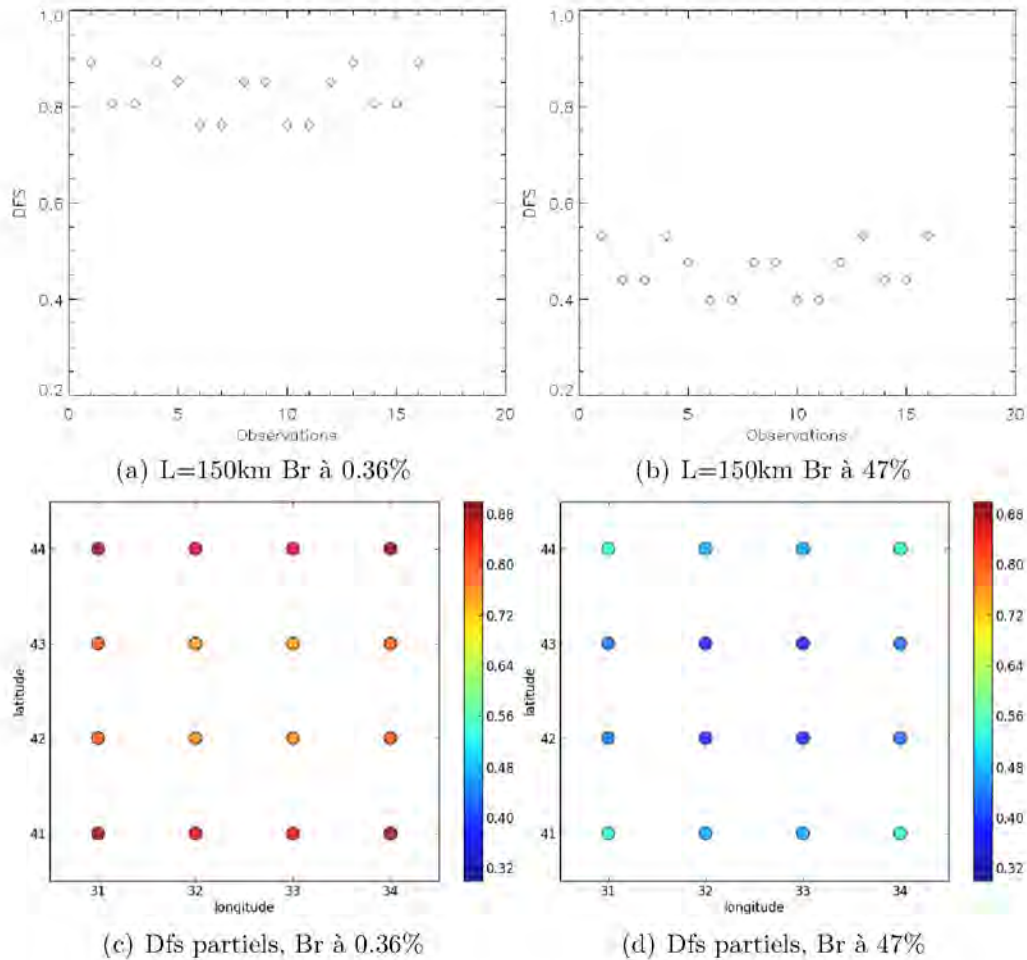 1.0
0.8
0.6
0.4
0.2
DFS
0 5 10 15 20
Observations
(a) L=150km Br à 0.36%
1.0
0.8
0.6
0.4
0.2
DFS
0 5 10 15 20
Observations
(b) L=150km Br à 47%
44
43
42
41
latitude
31 32 33 34
longitude
0.88
0.80
0.72
0.64
0.56
0.48
0.40
0.32
(c) Dfs partiels, Br à 0.36%
44
43
42
41
latitude
31 32 33 34
longitude
0.88
0.80
0.72
0.64
0.56
0.48
0.40
0.32
(d) Dfs partiels, Br à 47%